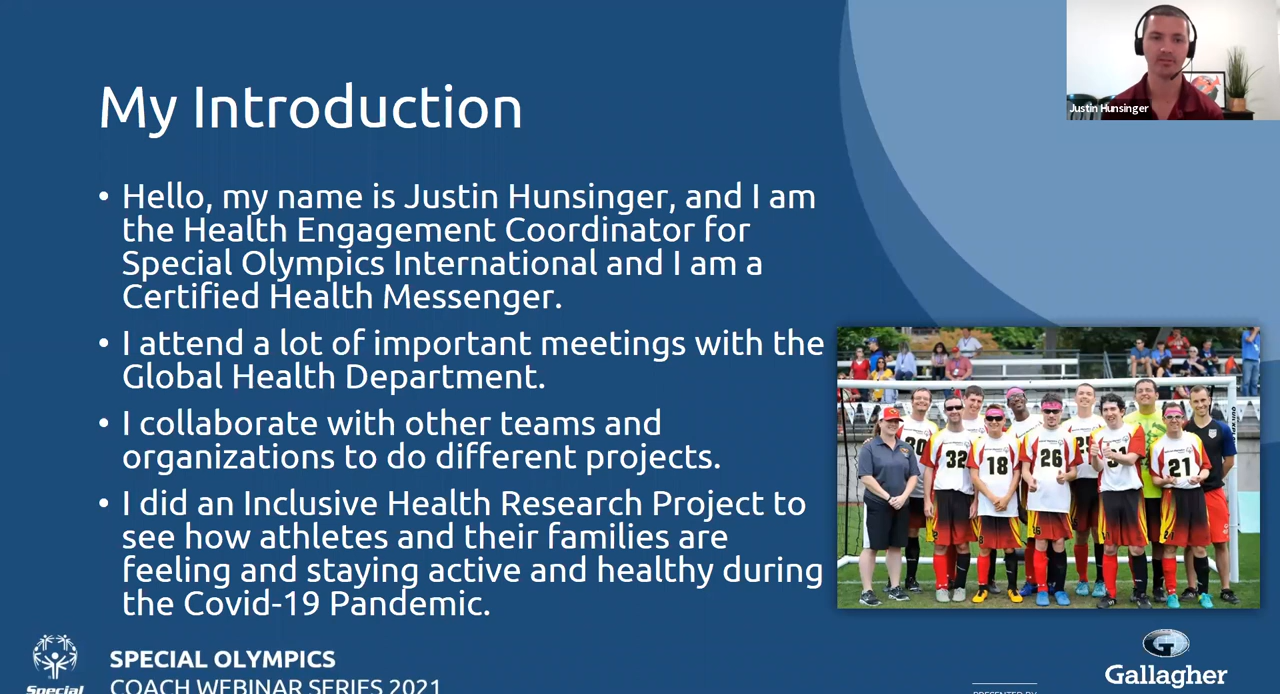 My Introduction
• Hello, my name is Justin Hunsinger, and I am
the Health Engagement Coordinator for
Special Olympics International and I am a
Certified Health Messenger.
• I attend a lot of important meetings with the
Global Health Department.
• I collaborate with other teams and
organizations to do different projects.
• I did an Inclusive Health Research Project to
see how athletes and their families are
feeling and staying active and healthy during
the Covid-19 Pandemic.
Justin Hunsinger
32
18
26
21
Special
SPECIAL OLYMPICS
COACH WEBINAR SERIES 2021
PRESENTED BY
Gallagher